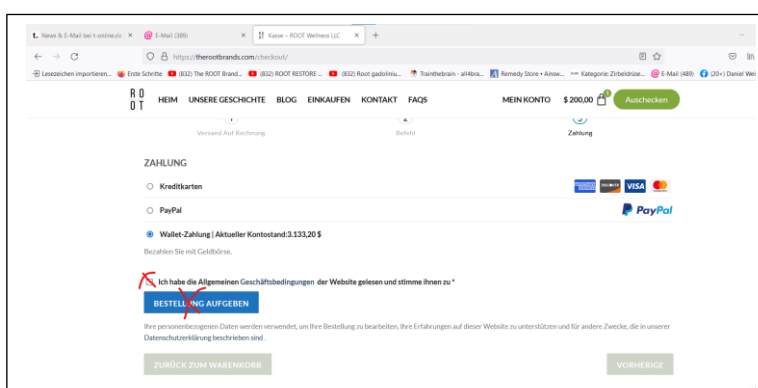 t. News & E-Mail bei t-online.de
@ E-Mail (389)
Kasse – ROOT Wellness LLC
https://therootbrands.com/checkout/
Lesezeichen importieren...
Erste Schritte
(832) The ROOT Brand...
(832) ROOT RESTORE ...
(832) Root gadoliniu...
Trainthebrain - all4bra...
Remedy Store • Ainsw...
Kategorie: Zirbeldrüse...
E-Mail (489)
(20+) Daniel Wei
RO
OT
HEIM UNSERE GESCHICHTE BLOG EINKAUFEN KONTAKT FAQS MEIN KONTO $ 200,00 Auschecken
Versand Auf Rechnung Befehl Zahlung
ZAHLUNG
Kreditkarten
DISCOVER VISA
PayPal PayPal
Wallet-Zahlung | Aktueller Kontostand:3.133,20 $
Bezahlen Sie mit Geldbörse.
Ich habe die Allgemeinen Geschäftsbedingungen der Website gelesen und stimme ihnen zu *
BESTELLUNG AUFGEBEN
Ihre personenbezogenen Daten werden verwendet, um Ihre Bestellung zu bearbeiten, Ihre Erfahrungen auf dieser Website zu unterstützen und für andere Zwecke, die in unserer
Datenschutzerklärung beschrieben sind.
ZURÜCK ZUM WARENKORB VORHERIGE